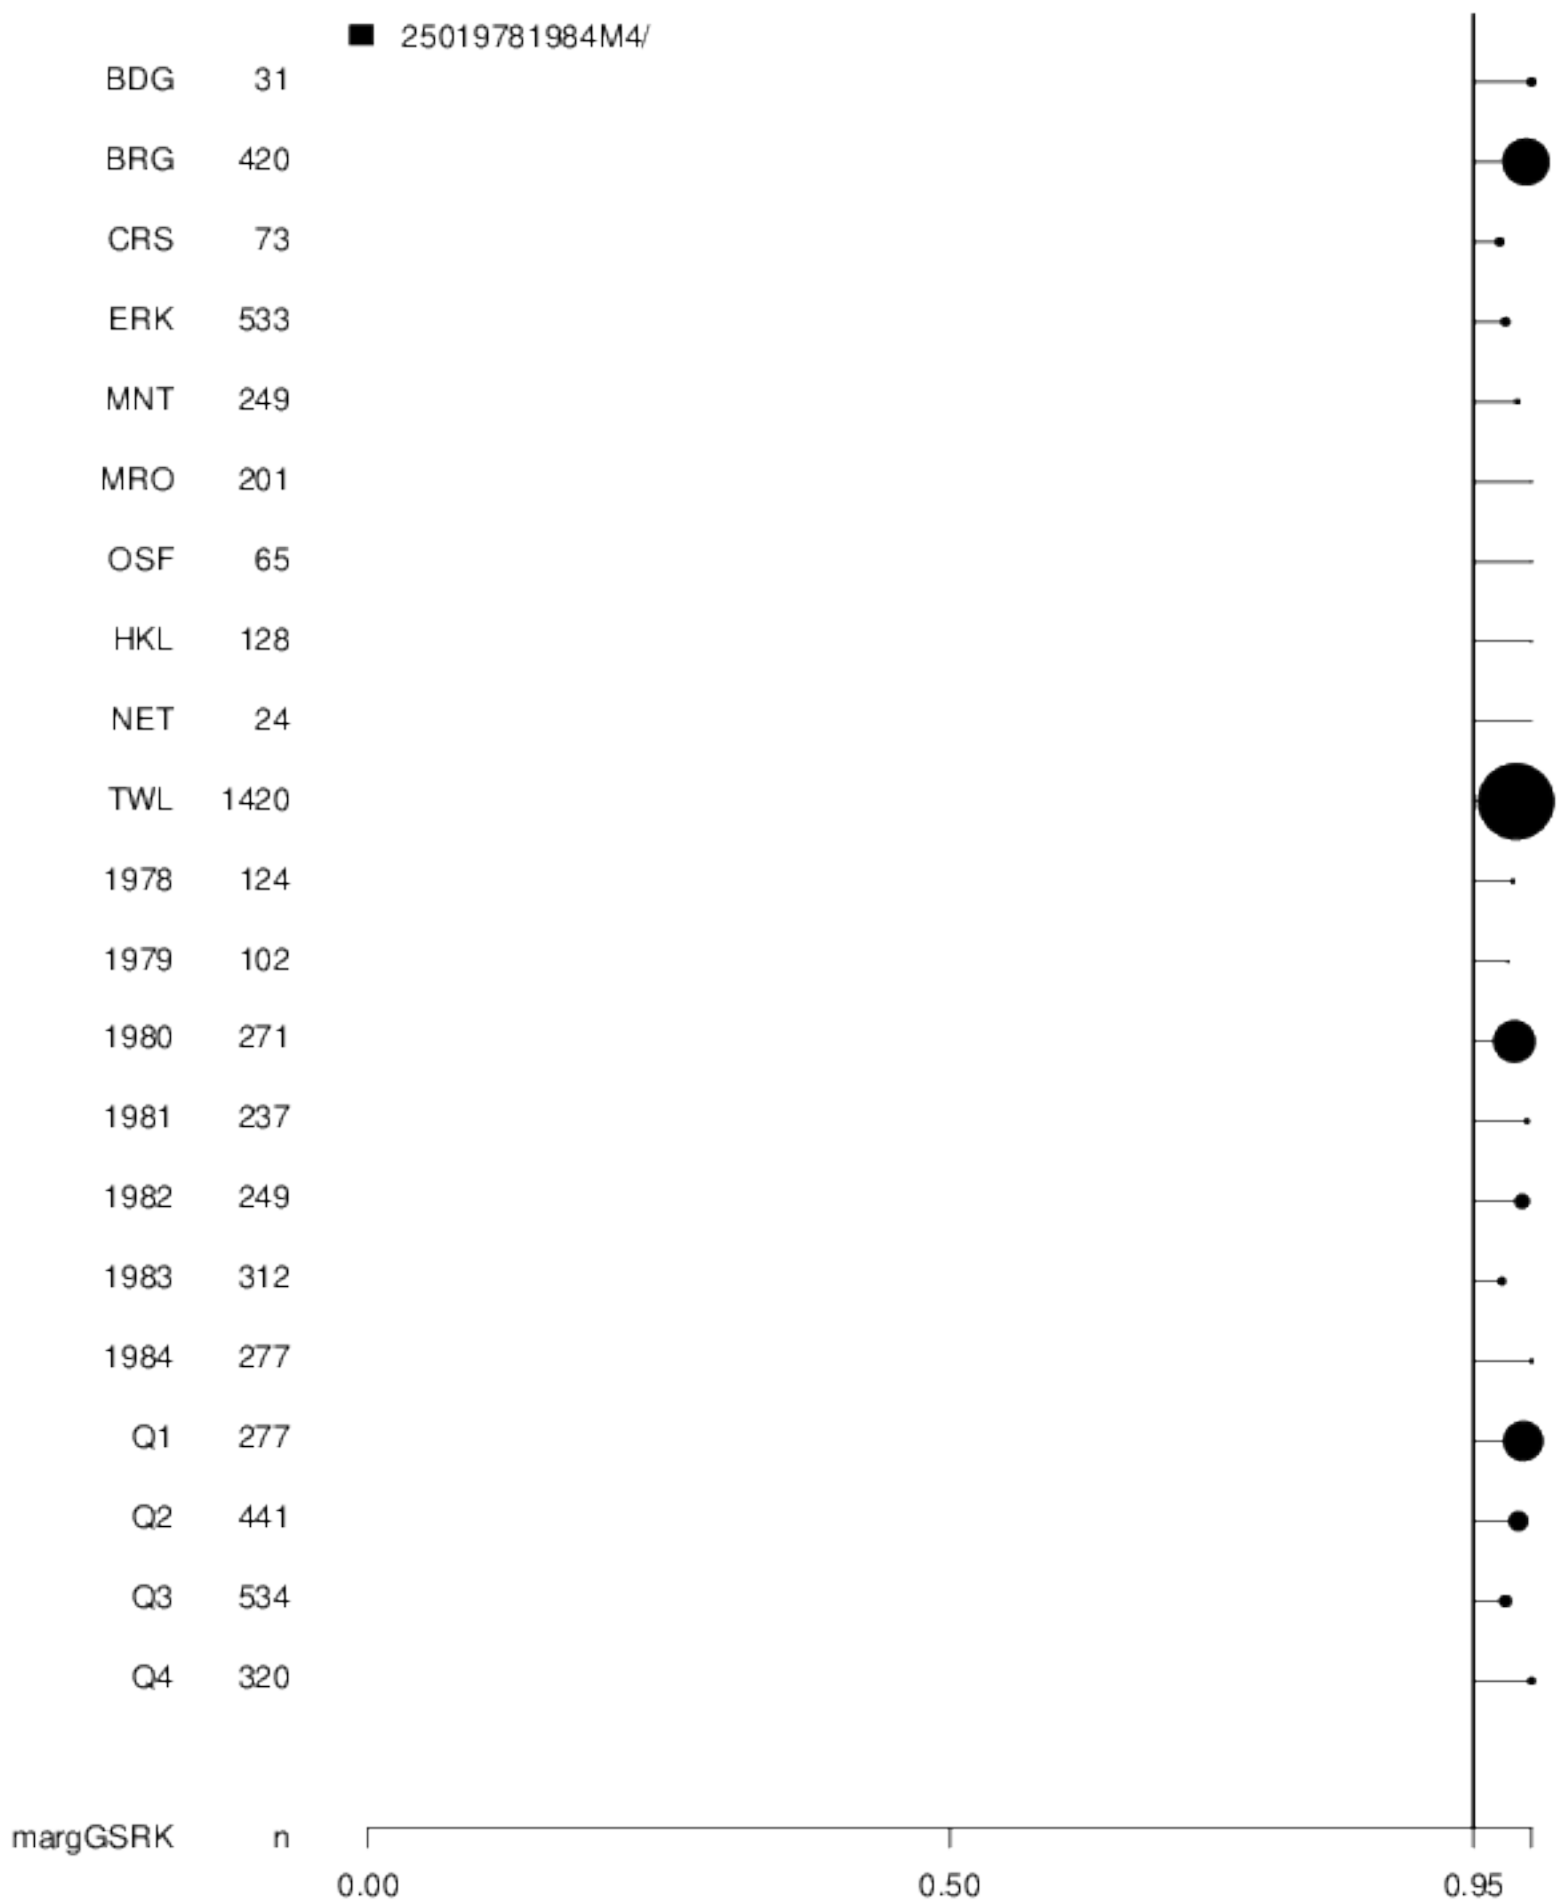 25019781984M4/
BDG 31
BRG 420
CRS 73
ERK 533
MNT 249
MRO 201
OSF 65
HKL 128
NET 24
TWL 1420
1978 124
1979 102
1980 271
1981 237
1982 249
1983 312
1984 277
Q1 277
Q2 441
Q3 534
Q4 320
margGSRK n
0.00 0.50 0.95